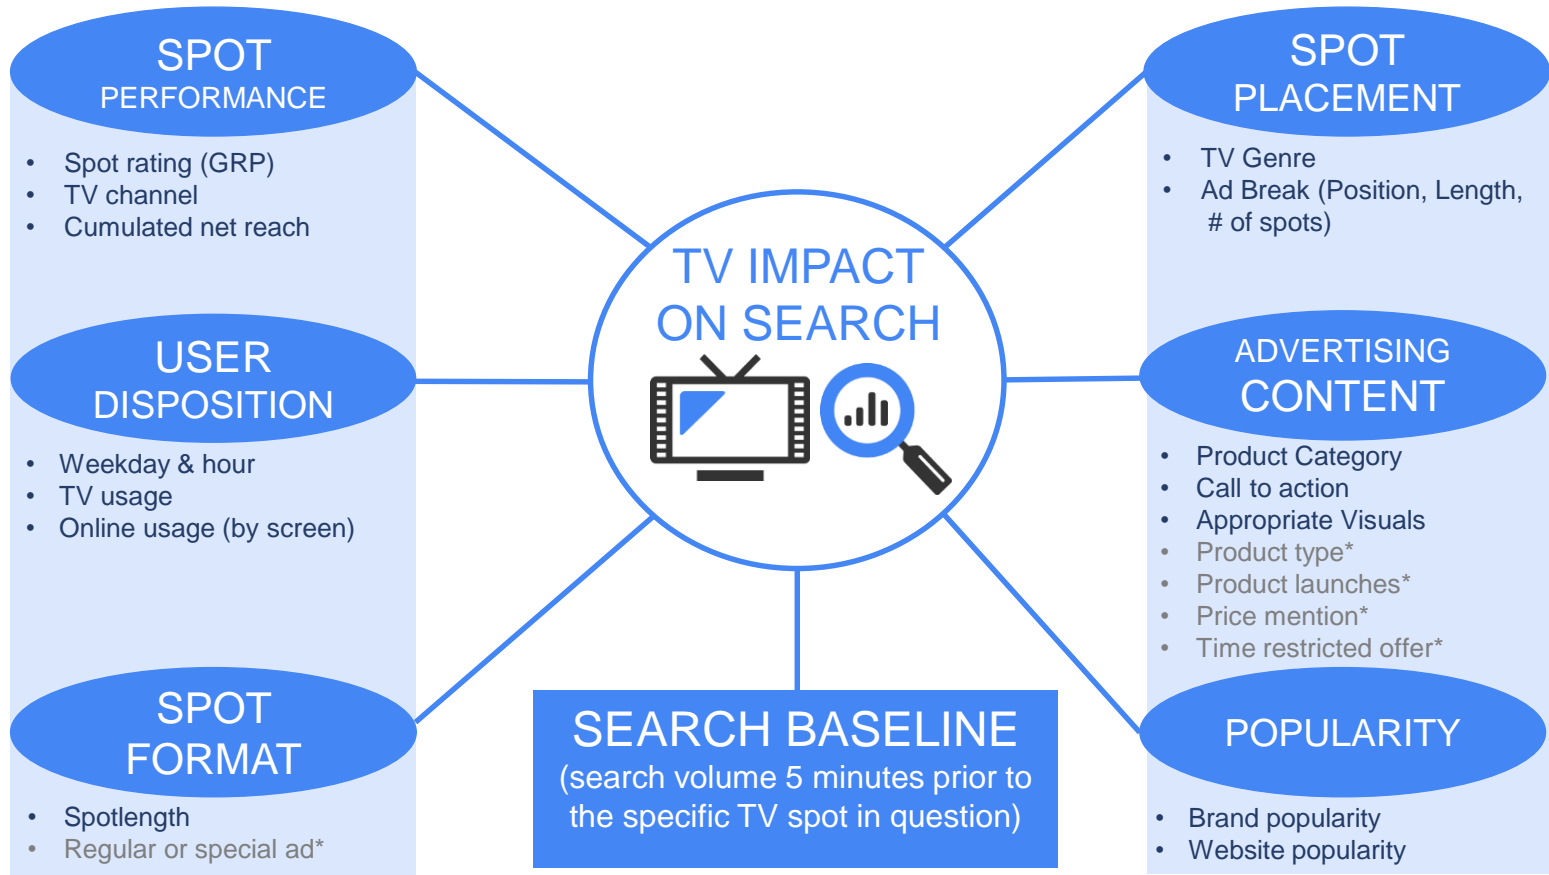 SPOT
PERFORMANCE
• Spot rating (GRP)
• TV channel
• Cumulated net reach
USER
DISPOSITION
• Weekday & hour
• TV usage
• Online usage (by screen)
SPOT
FORMAT
• Spotlength
• Regular or special ad*
TV IMPACT
ON SEARCH
SEARCH BASELINE
(search volume 5 minutes prior to
the specific TV spot in question)
SPOT
PLACEMENT
• TV Genre
• Ad Break (Position, Length,
# of spots)
ADVERTISING
CONTENT
• Product Category
• Call to action
• Appropriate Visuals
• Product type*
• Product launches*
• Price mention*
• Time restricted offer*
POPULARITY
• Brand popularity
• Website popularity